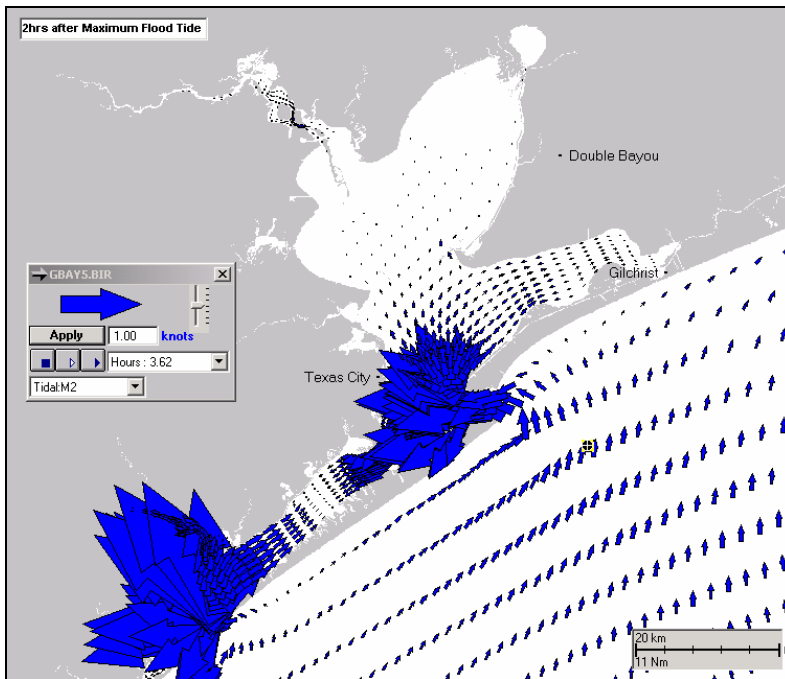 2hrs after Maximum Flood Tide
Double Bayou
GBAY5.BIR
Gilchrist
Apply 1.00 knots
Hours : 3.62
Texas City
Tidal:M2
20 km
11 Nm